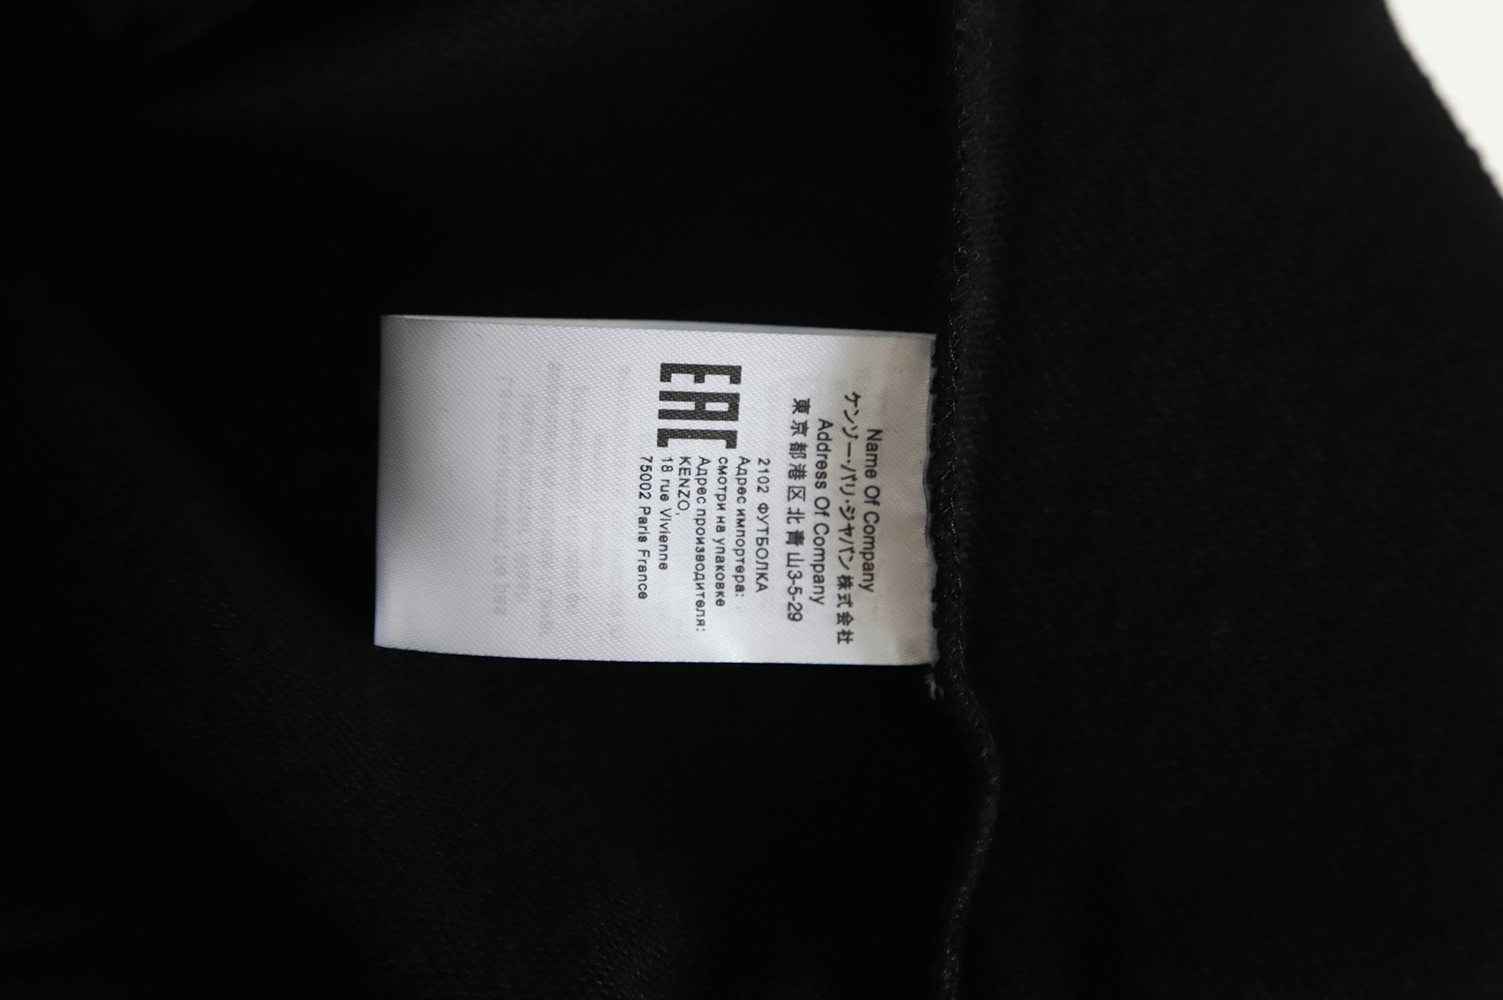 Name Of Company
ケンゾー・パリ・ジャパン株式会社
Address Of Company
東京都港区北青山3-5-29
2102 ФУТБОЛКА
Адрес импортера:
смотри на упаковке
Адрес производителя:
KENZO,
18 rue Vivienne
75002 Paris France
EAC